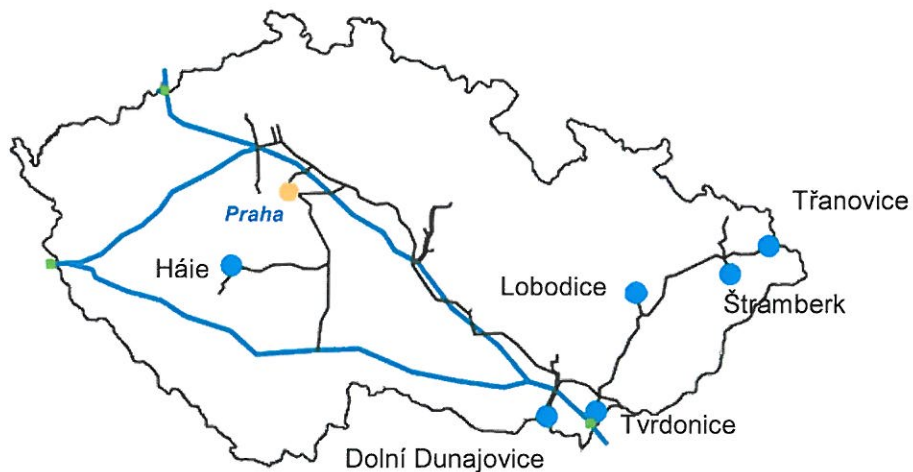 Třanovice
Praha
Háie
Lobodice
Štramberk
Tvrdonice
Dolní Dunajovice